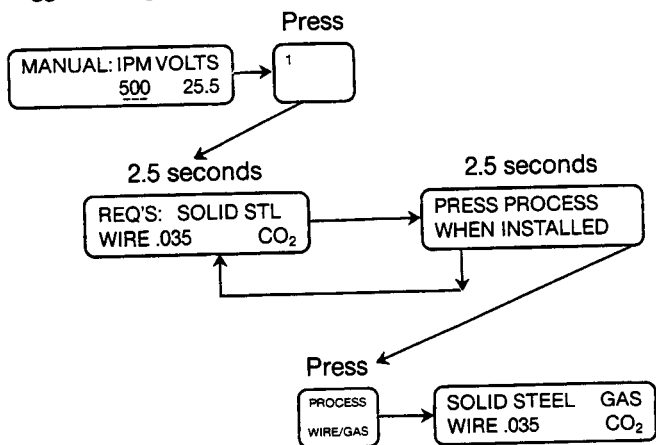 Press
MANUAL: IPM VOLTS
500 25.5
1
2.5 seconds
2.5 seconds
REQ'S: SOLID STL
WIRE .035 CO₂
PRESS PROCESS
WHEN INSTALLED
Press
PROCESS
WIRE/GAS
SOLID STEEL GAS
WIRE .035 CO₂